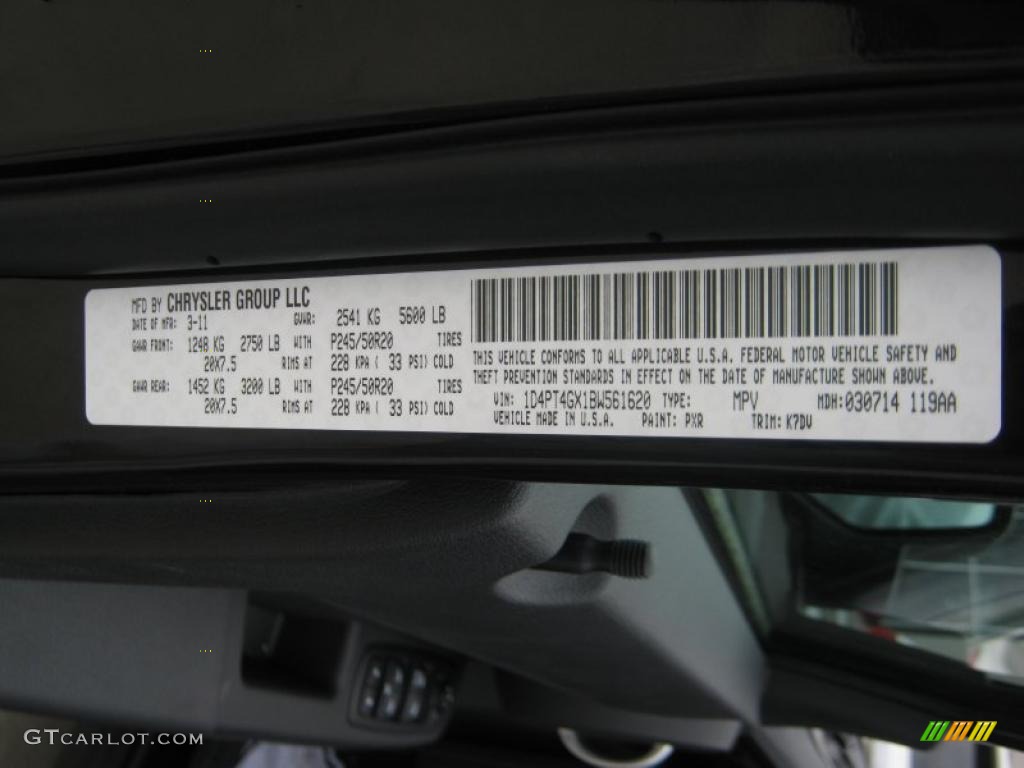 MFD BY CHRYSLER GROUP LLC
DATE OF MFR: 3-11 GVWR: 2541 KG 5600 LB
GAWR FRONT: 1248 KG 2750 LB WITH P245/50R20 TIRES
20X7.5 RIMS AT 228 KPA ( 33 PSI) COLD
GAWR REAR: 1452 KG 3200 LB WITH P245/50R20 TIRES
20X7.5 RIMS AT 228 KPA ( 33 PSI) COLD
THIS VEHICLE CONFORMS TO ALL APPLICABLE U.S.A. FEDERAL MOTOR VEHICLE SAFETY AND
THEFT PREVENTION STANDARDS IN EFFECT ON THE DATE OF MANUFACTURE SHOWN ABOVE.
VIN: 1D4PT4GX1BW561620 TYPE: MPV MDH:030714 119AA
VEHICLE MADE IN U.S.A. PAINT: PXR TRIM: K7DV
GTCARLOT.COM